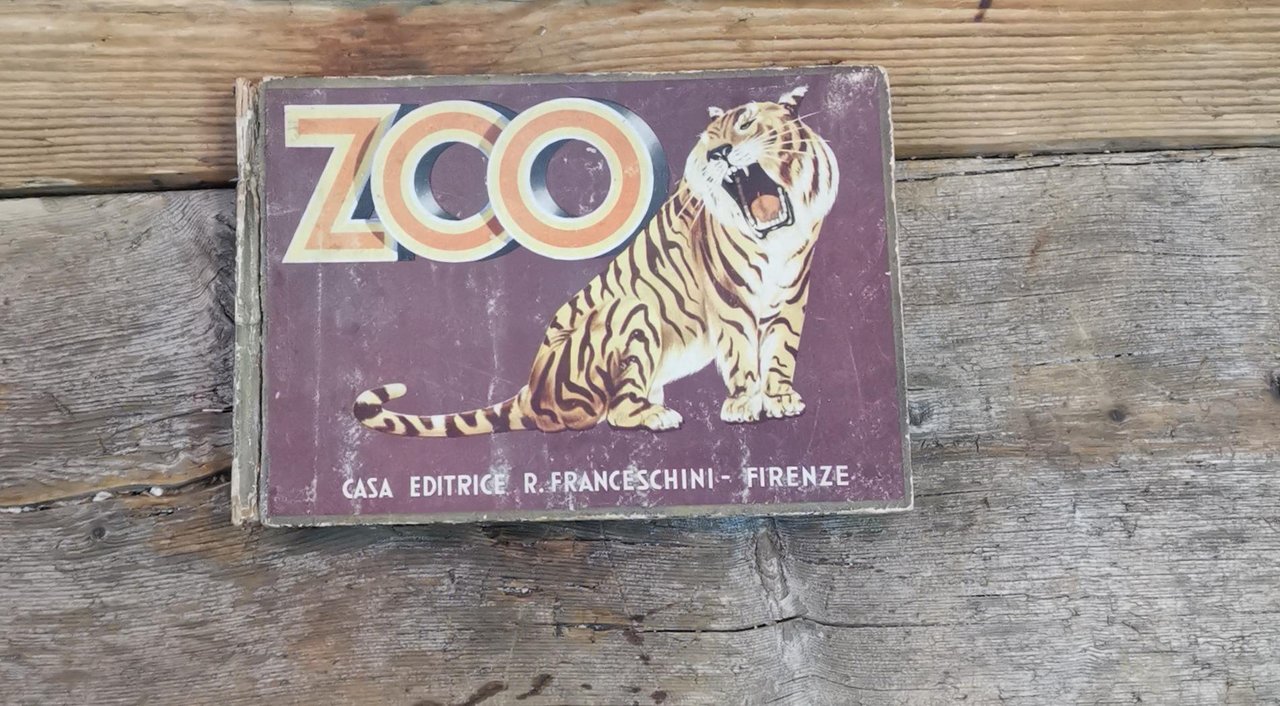 ZOO
CASA EDITRICE R. FRANCESCHINI - FIRENZE